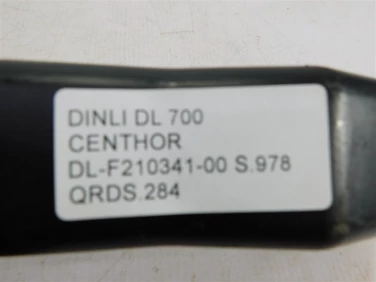 DINLI DL 700
CENTHOR
DL-F210341-00 S.978
QRDS.284